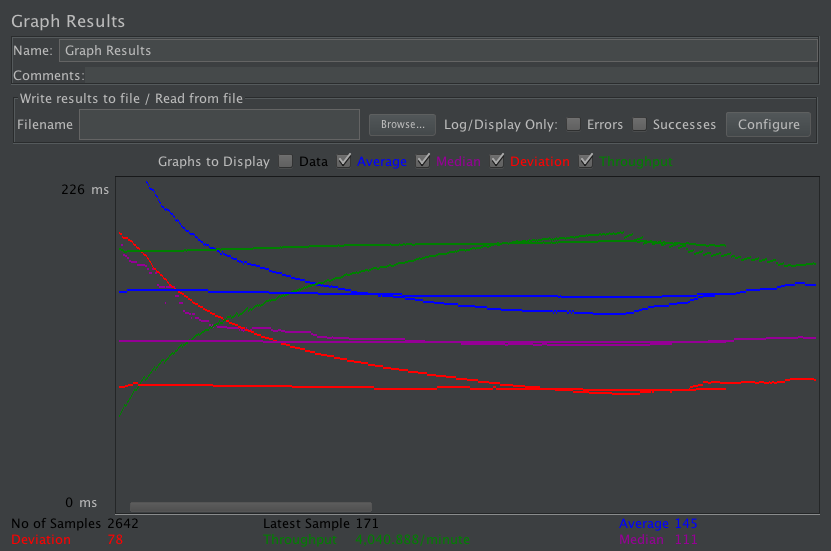 Graph Results
Name: Graph Results
Comments:
Write results to file / Read from file
Filename Browse... Log/Display Only: Errors Successes Configure
Graphs to Display Data Average Median Deviation Throughput
226 ms
0 ms
No of Samples 2642 Latest Sample 171 Average 145
Deviation 78 Throughput 4,040.888/minute Median 111